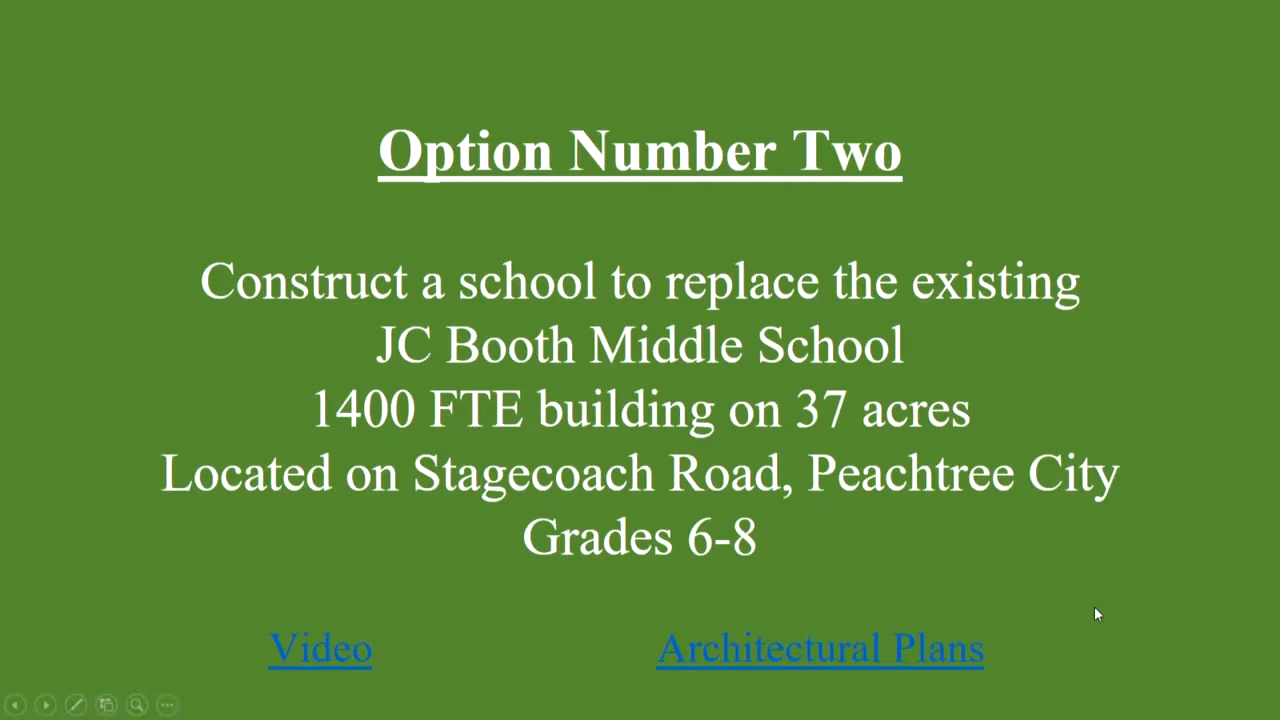 Option Number Two
Construct a school to replace the existing
JC Booth Middle School
1400 FTE building on 37 acres
Located on Stagecoach Road, Peachtree City
Grades 6-8
Video Architectural Plans